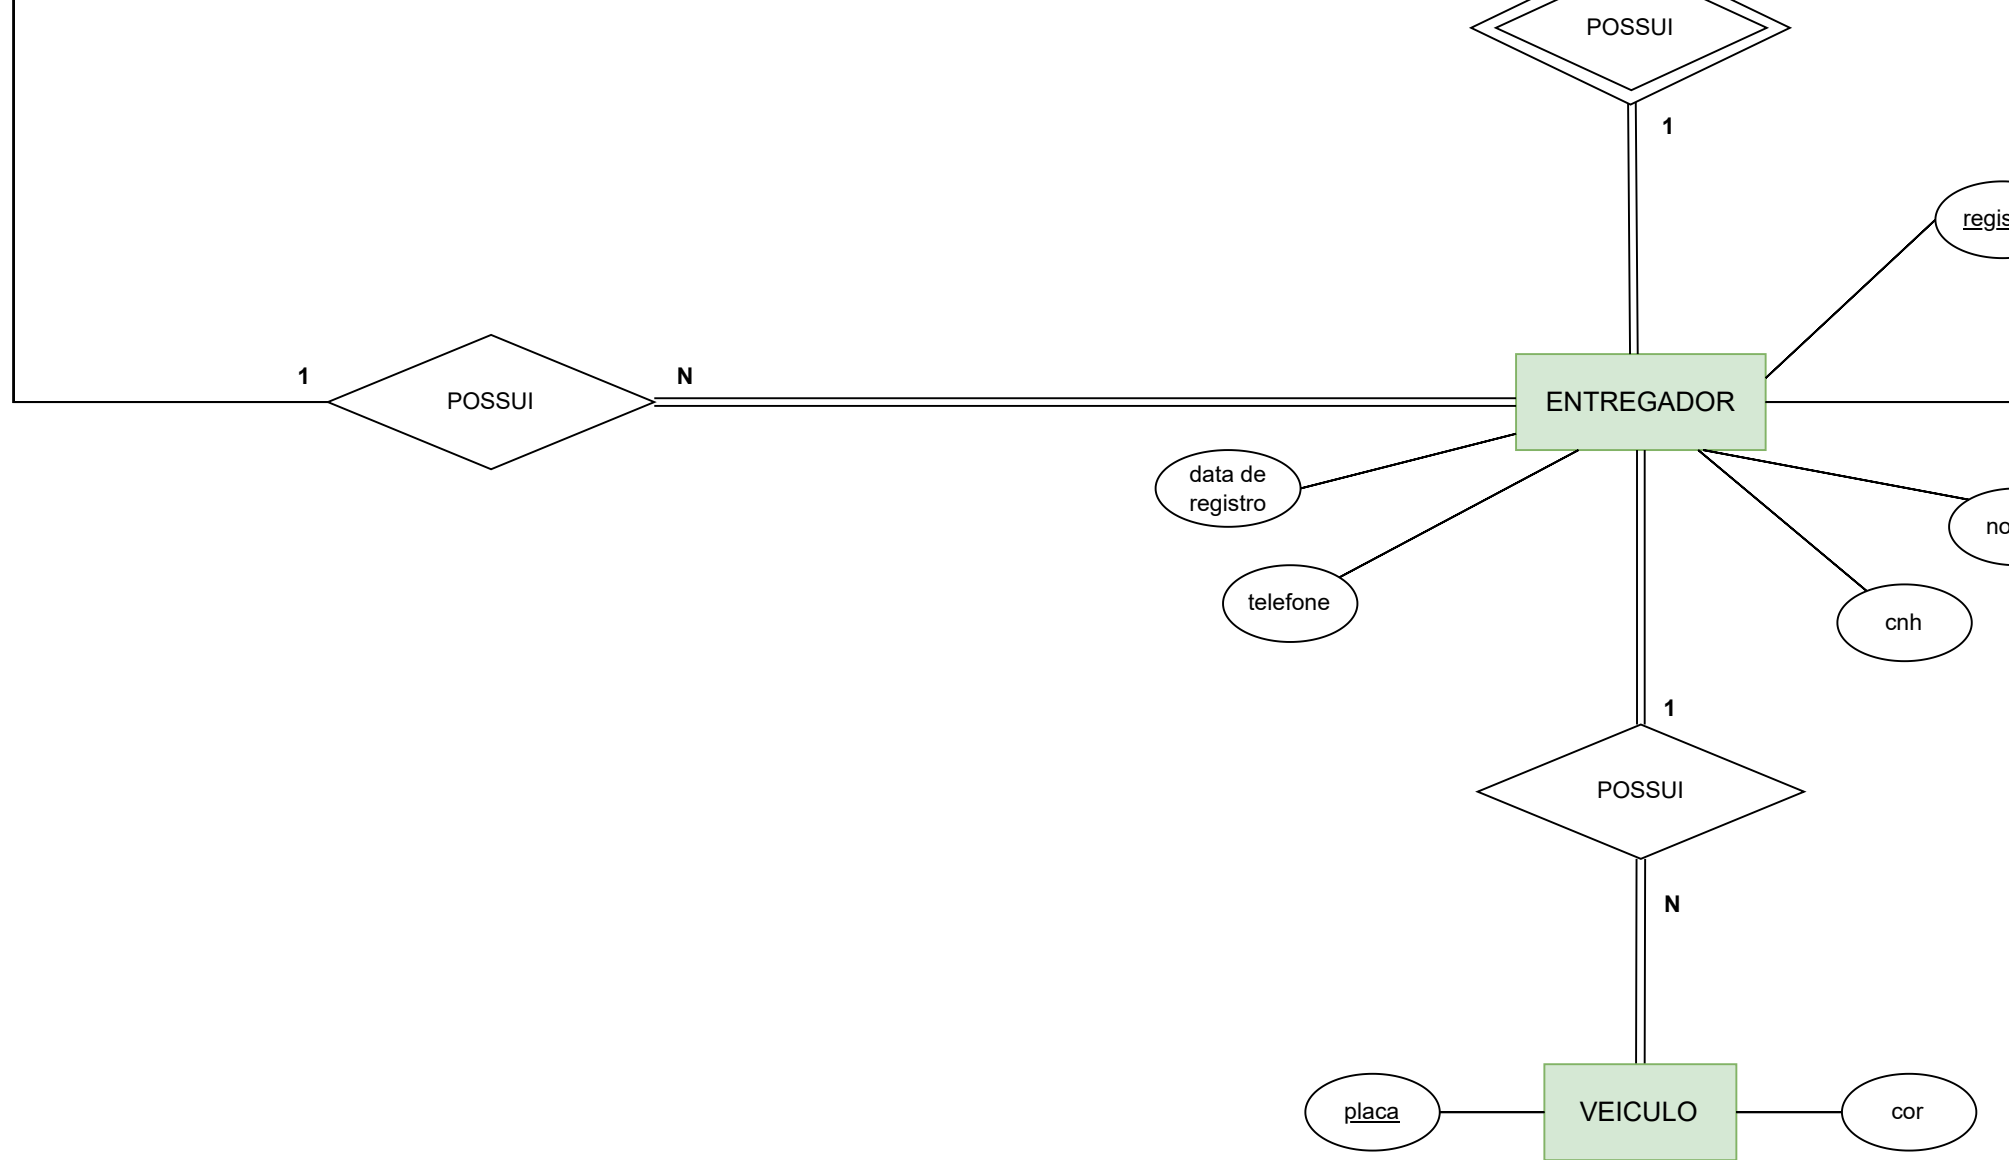 POSSUI
1
regis
1
POSSUI
N
ENTREGADOR
data de
registro
no
telefone
cnh
1
POSSUI
N
placa
VEICULO
cor